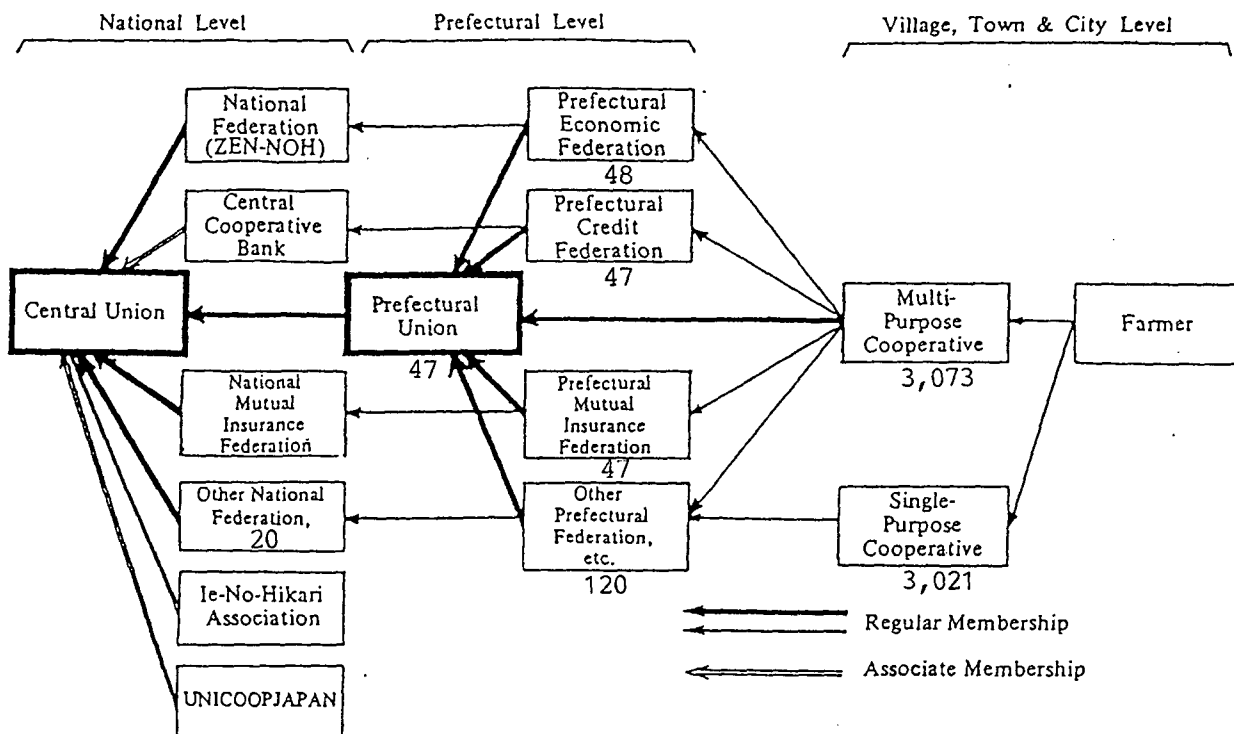 National Level
Prefectural Level
Village, Town & City Level
National
Federation
(ZEN-NOH)
Prefectural
Economic
Federation
48
Central
Cooperative
Bank
Prefectural
Credit
Federation
47
Central Union
Prefectural
Union
47
Multi-
Purpose
Cooperative
3,073
Farmer
National
Mutual
Insurance
Federation
Prefectural
Mutual
Insurance
Federation
47
Other National
Federation,
20
Other
Prefectural
Federation,
etc.
120
Single-
Purpose
Cooperative
3,021
Ie-No-Hikari
Association
UNICOOPJAPAN
Regular Membership
Associate Membership